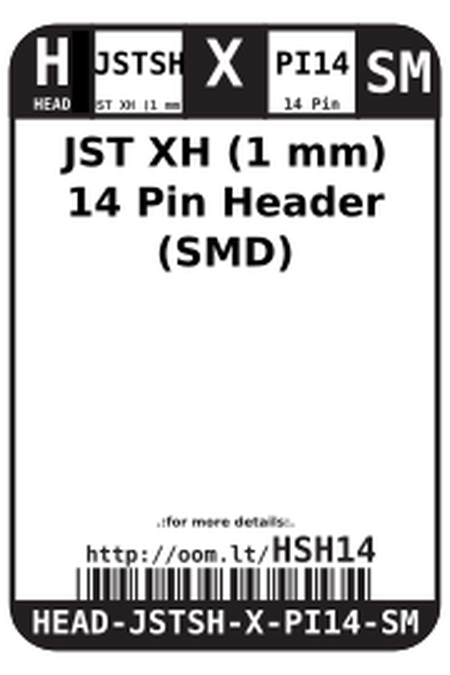 H JSTSH X PI14 SM
HEAD ST XH (1 mm 14 Pin
JST XH (1 mm)
14 Pin Header
(SMD)
.:for more details:.
http://oom.lt/HSH14
HEAD-JSTSH-X-PI14-SM